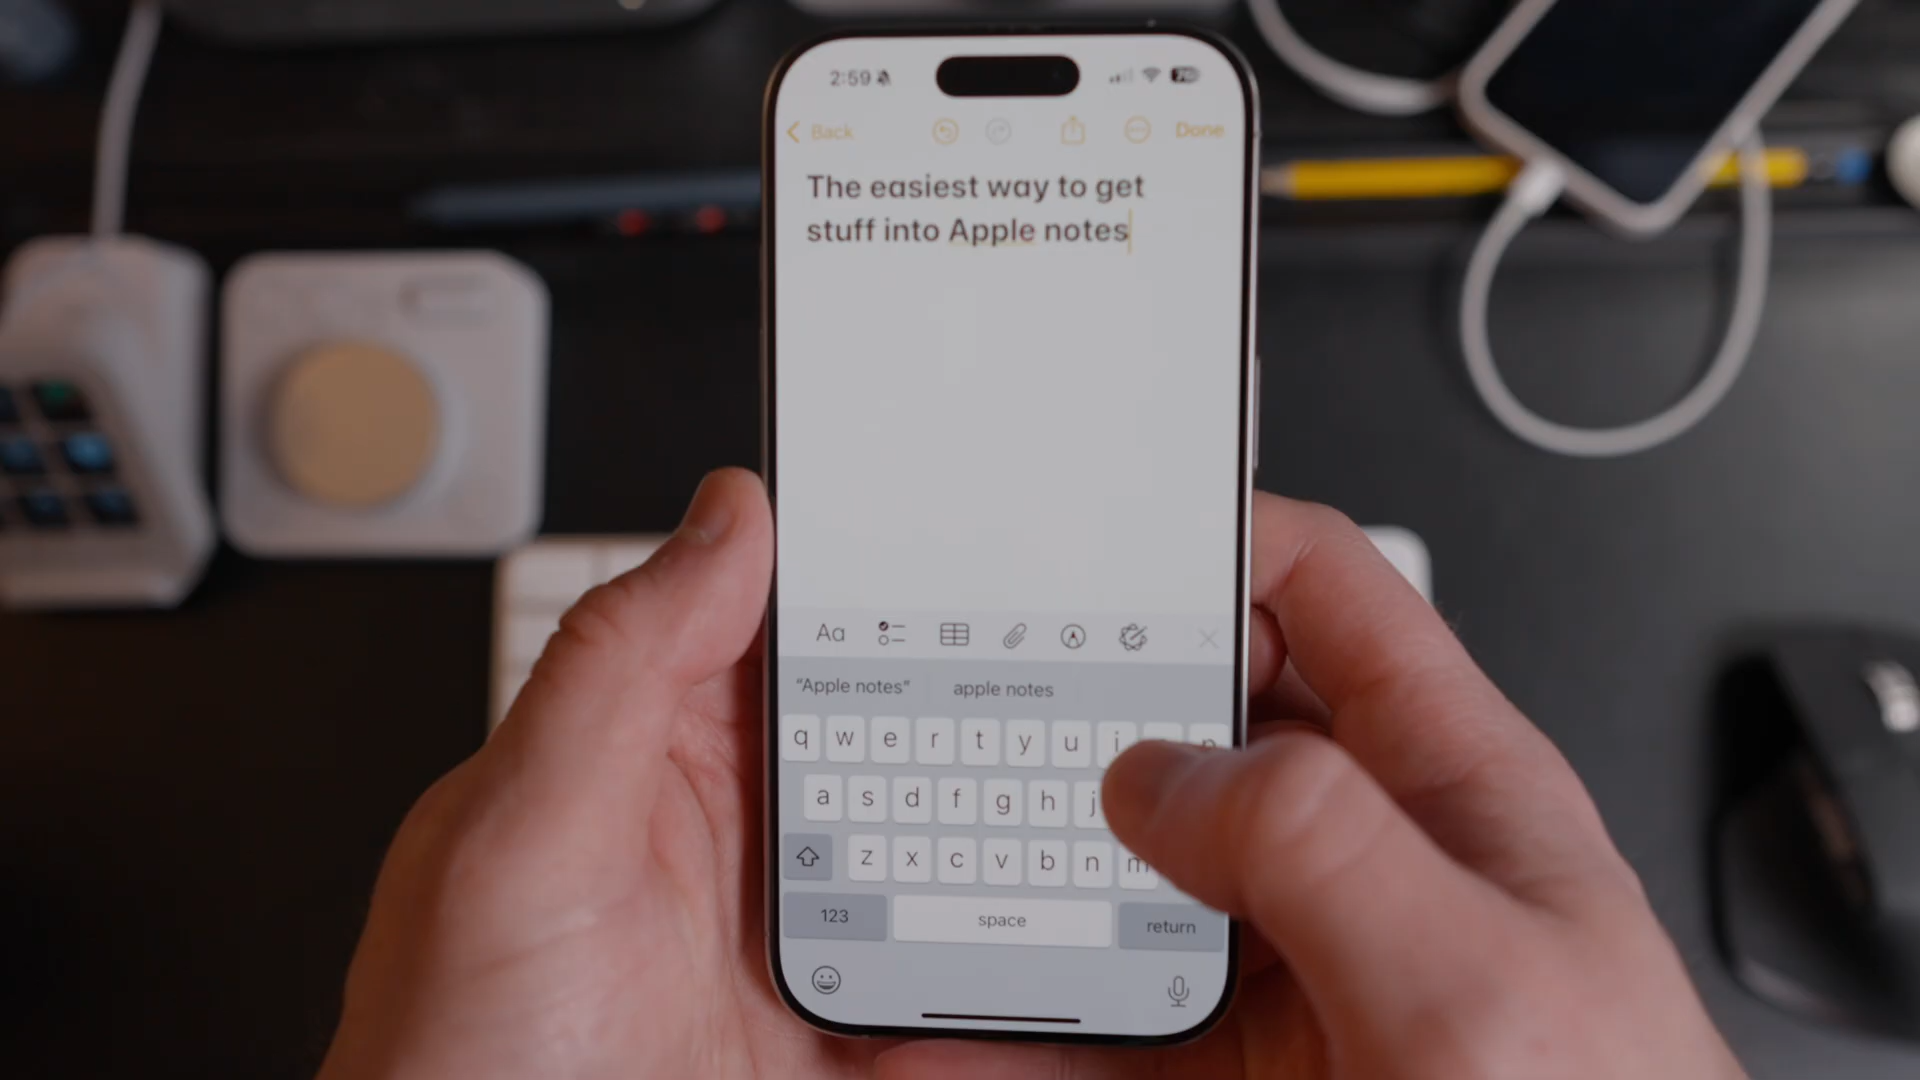 2:59
70
Back
Done
The easiest way to get
stuff into Apple notes
Aa
“Apple notes” apple notes
q w e r t y u i p
a s d f g h j
z x c v b n m
123 space return